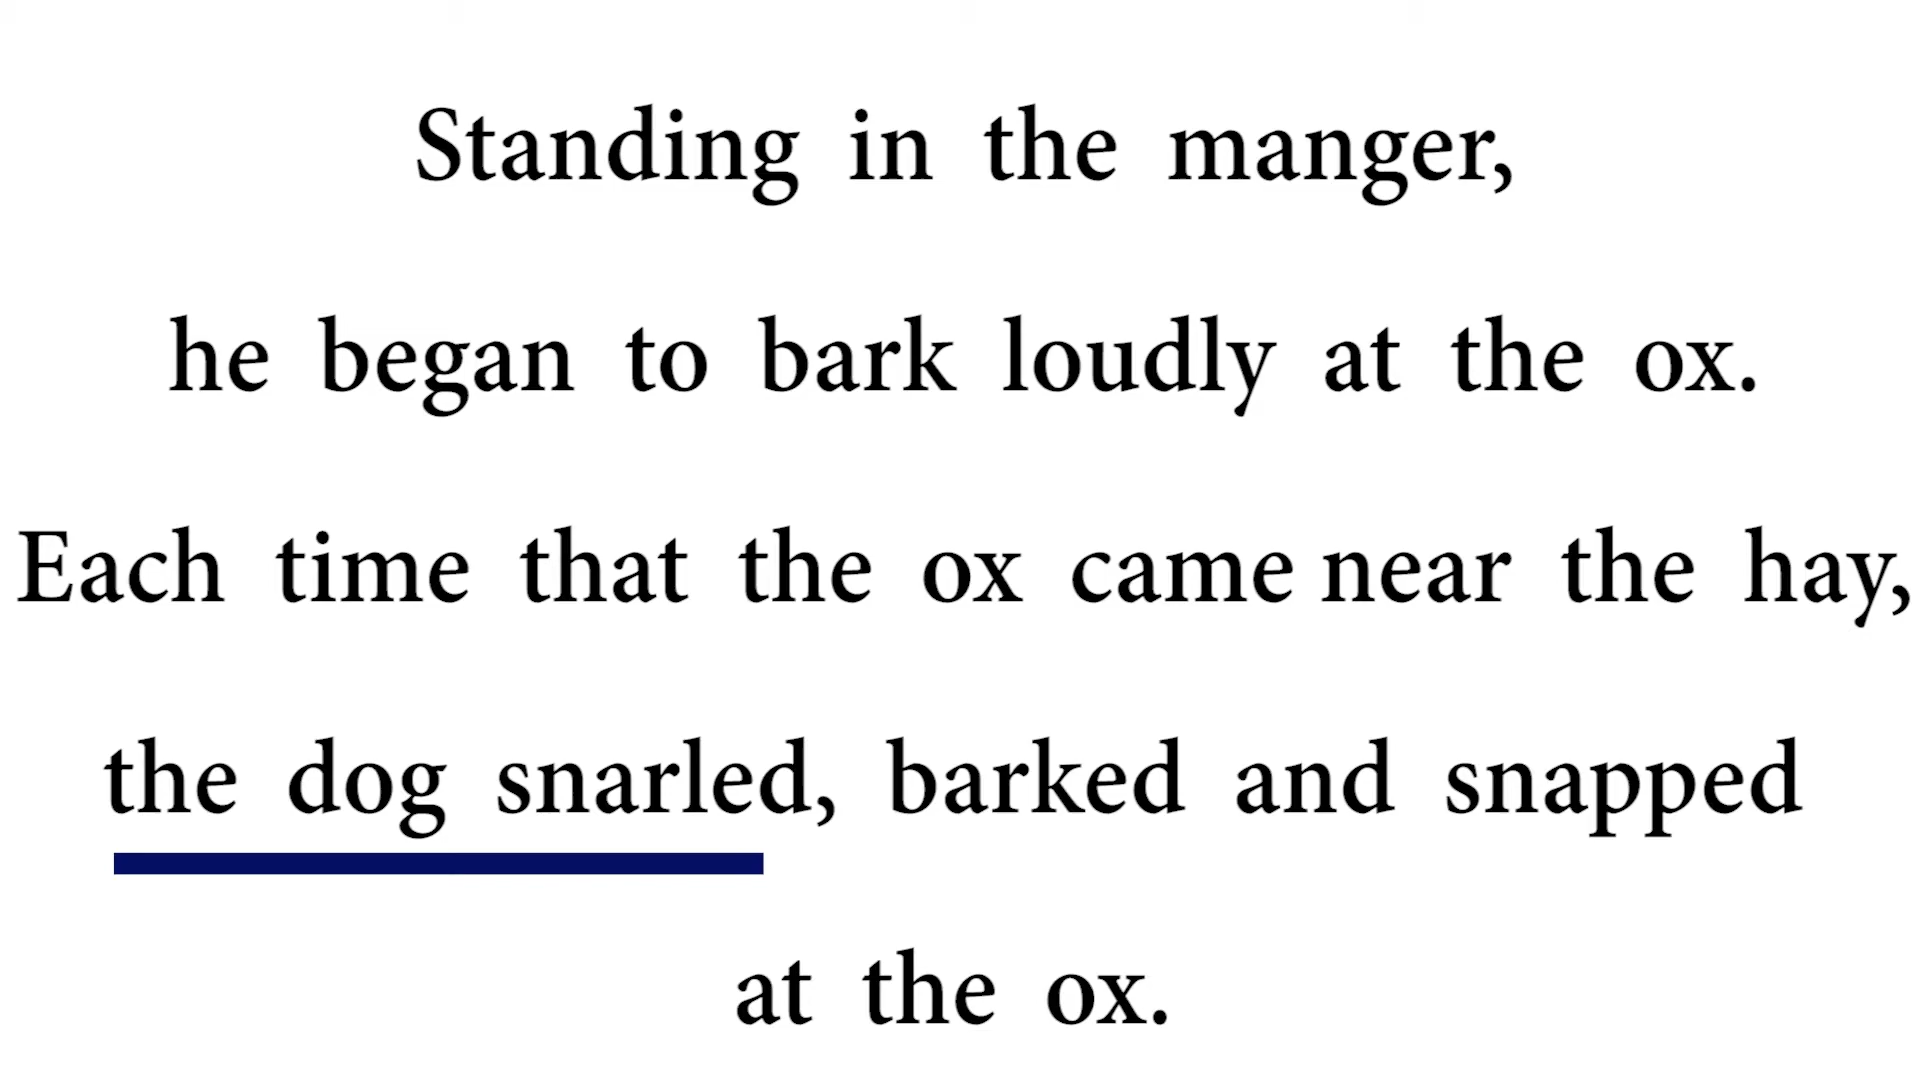 Standing in the manger,
he began to bark loudly at the ox.
Each time that the ox came near the hay,
the dog snarled, barked and snapped
at the ox.